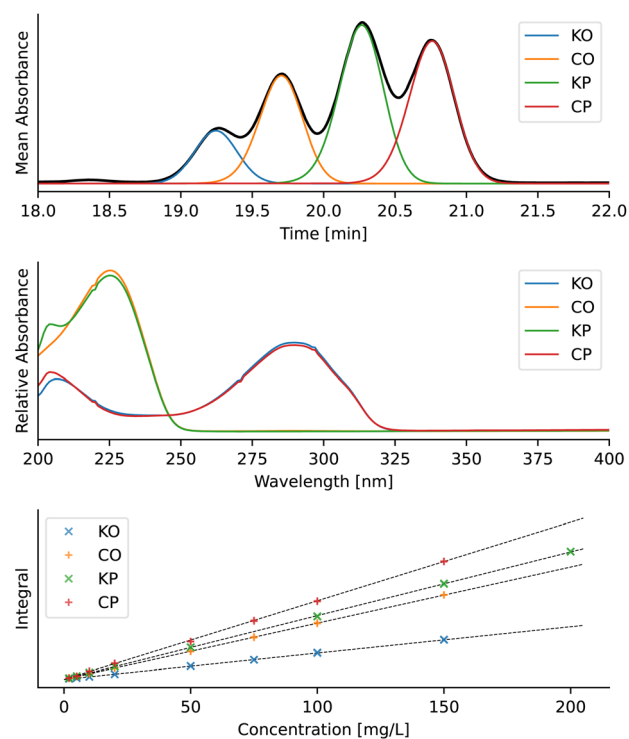 Mean Absorbance
KO
CO
KP
CP
18.0 18.5 19.0 19.5 20.0 20.5 21.0 21.5 22.0
Time [min]
Relative Absorbance
KO
CO
KP
CP
200 225 250 275 300 325 350 375 400
Wavelength [nm]
Integral
KO
CO
KP
CP
0 50 100 150 200
Concentration [mg/L]